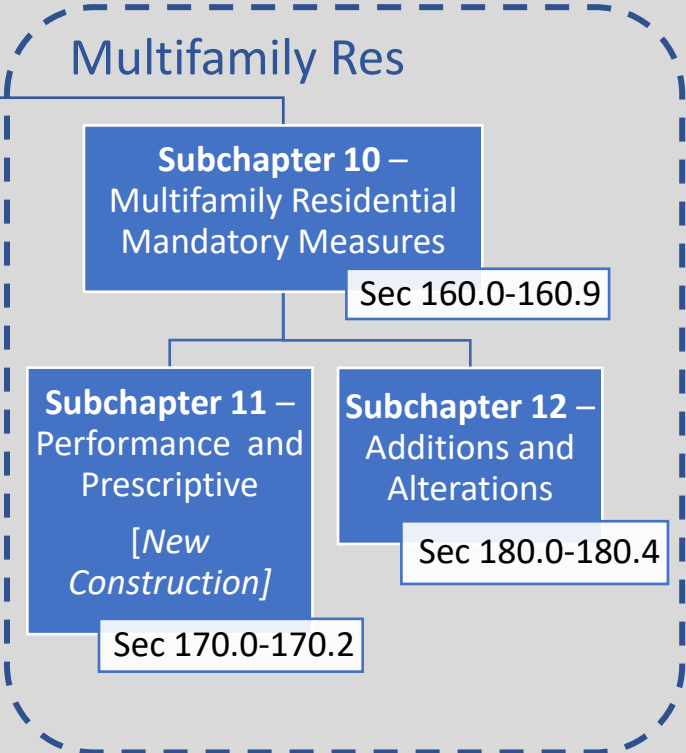 Multifamily Res
Subchapter 10 –
Multifamily Residential
Mandatory Measures
Sec 160.0-160.9
Subchapter 11 –
Performance and
Prescriptive
[New
Construction]
Sec 170.0-170.2
Subchapter 12 –
Additions and
Alterations
Sec 180.0-180.4